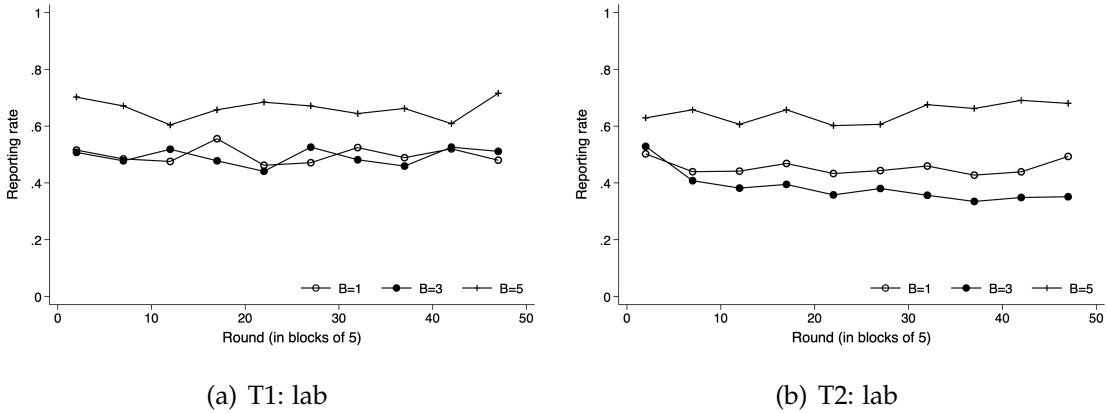 1
.8
.6
.4
.2
0
Reporting rate
B=1 B=3 B=5
0 10 20 30 40 50
Round (in blocks of 5)
(a) T1: lab
1
.8
.6
.4
.2
0
Reporting rate
B=1 B=3 B=5
0 10 20 30 40 50
Round (in blocks of 5)
(b) T2: lab